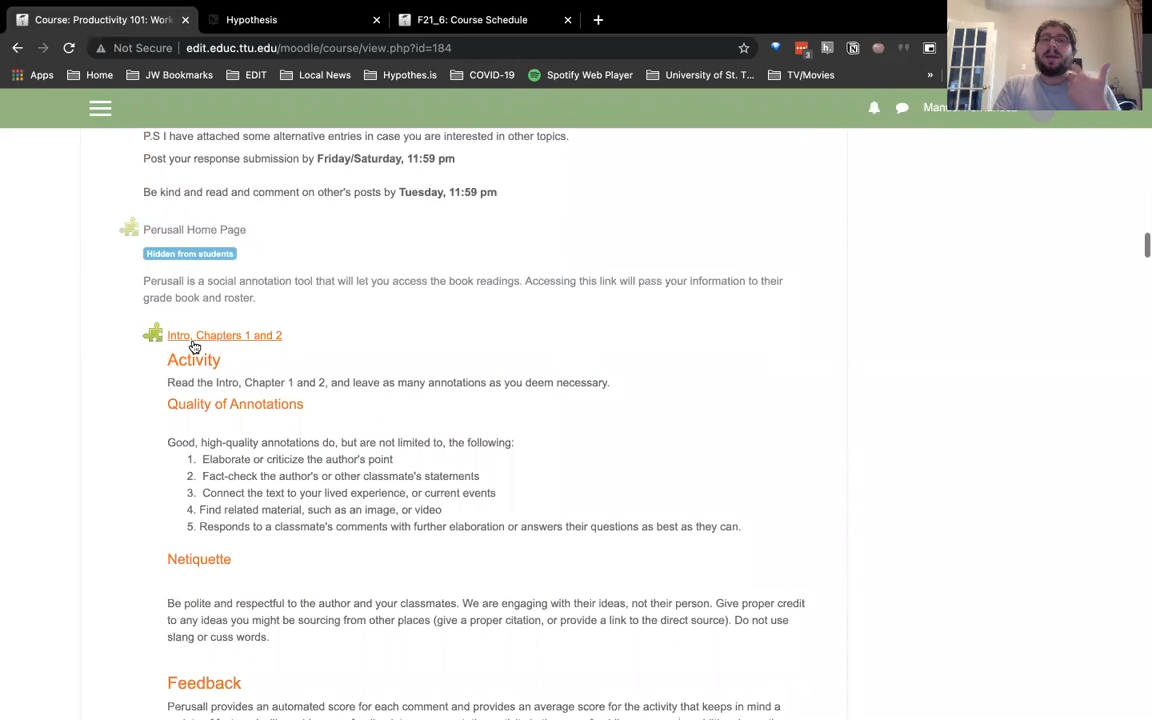 Course: Productivity 101: Work
Hypothesis
F21_6: Course Schedule
Not Secure
edit.educ.ttu.edu/moodle/course/view.php?id=184
3
Apps
Home
JW Bookmarks
EDIT
Local News
Hypothes.is
COVID-19
Spotify Web Player
University of St. T...
TV/Movies
»
P.S I have attached some alternative entries in case you are interested in other topics.
Post your response submission by Friday/Saturday, 11:59 pm
Be kind and read and comment on other's posts by Tuesday, 11:59 pm
Perusall Home Page
Hidden from students
Perusall is a social annotation tool that will let you access the book readings. Accessing this link will pass your information to their
grade book and roster.
Intro, Chapters 1 and 2
Activity
Read the Intro, Chapter 1 and 2, and leave as many annotations as you deem necessary.
Quality of Annotations
Good, high-quality annotations do, but are not limited to, the following:
1. Elaborate or criticize the author's point
2. Fact-check the author's or other classmate's statements
3. Connect the text to your lived experience, or current events
4. Find related material, such as an image, or video
5. Responds to a classmate's comments with further elaboration or answers their questions as best as they can.
Netiquette
Be polite and respectful to the author and your classmates. We are engaging with their ideas, not their person. Give proper credit
to any ideas you might be sourcing from other places (give a proper citation, or provide a link to the direct source). Do not use
slang or cuss words.
Feedback
Perusall provides an automated score for each comment and provides an average score for the activity that keeps in mind a